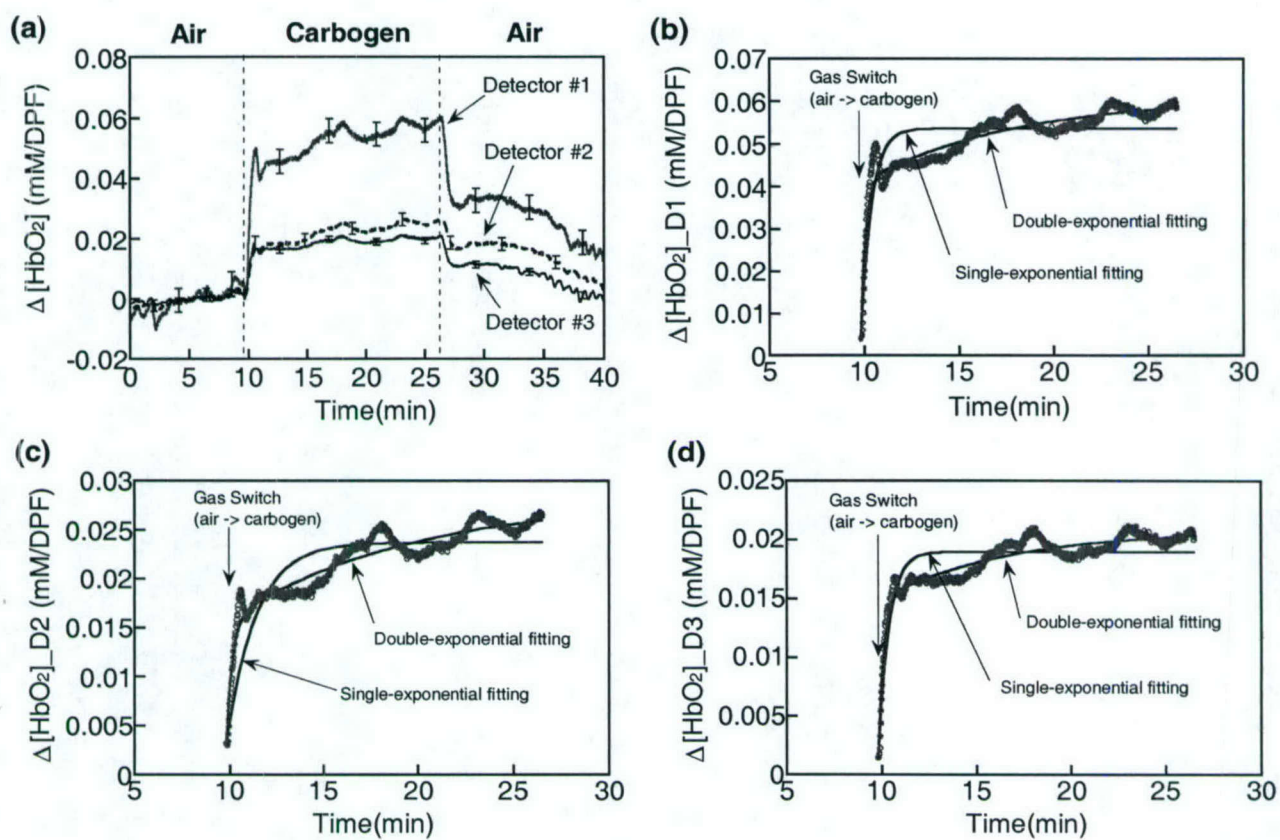 (a)
Air Carbogen Air
0.08
0.06
0.04
0.02
0
-0.02
Δ[HbO₂] (mM/DPF)
Detector #1
Detector #2
Detector #3
0 5 10 15 20 25 30 35 40
Time(min)
(b)
0.07
0.06
0.05
0.04
0.03
0.02
0.01
0
Δ[HbO₂]_D1 (mM/DPF)
Gas Switch
(air -> carbogen)
Double-exponential fitting
Single-exponential fitting
5 10 15 20 25 30
Time(min)
(c)
0.03
0.025
0.02
0.015
0.01
0.005
0
Δ[HbO₂]_D2 (mM/DPF)
Gas Switch
(air -> carbogen)
Double-exponential fitting
Single-exponential fitting
5 10 15 20 25 30
Time(min)
(d)
0.025
0.02
0.015
0.01
0.005
0
Δ[HbO₂]_D3 (mM/DPF)
Gas Switch
(air -> carbogen)
Double-exponential fitting
Single-exponential fitting
5 10 15 20 25 30
Time(min)